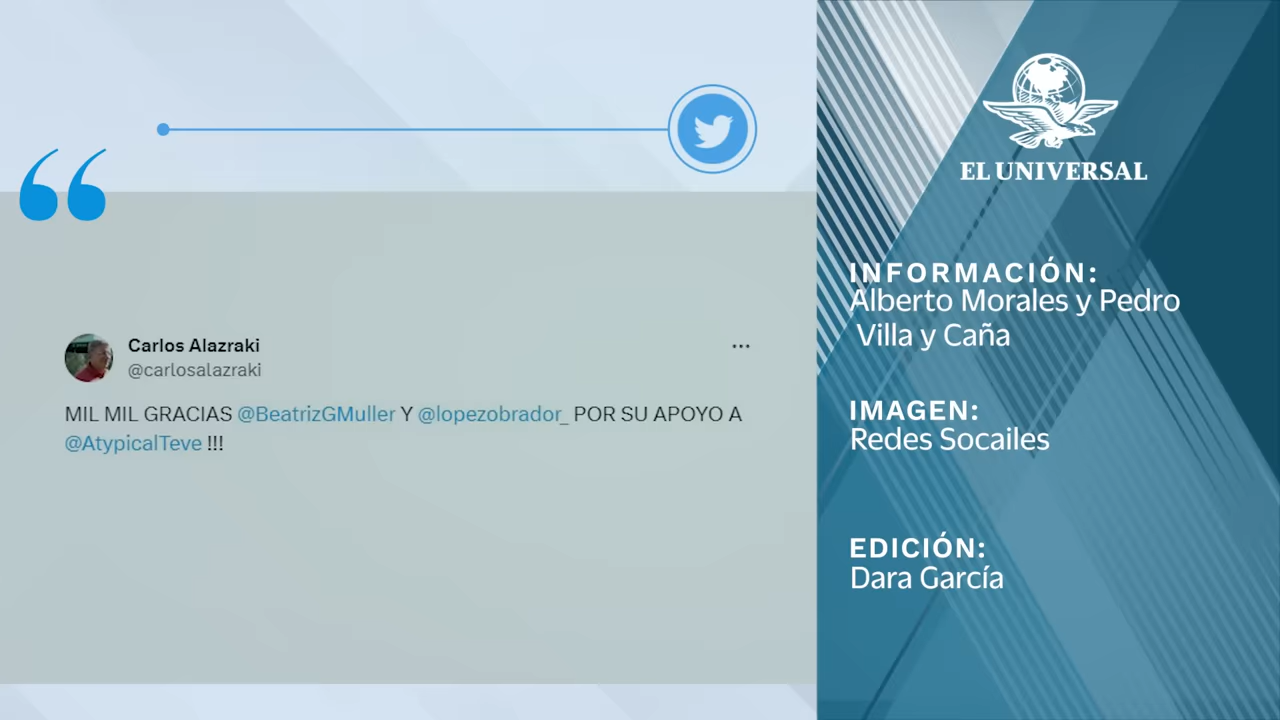 Carlos Alazraki
@carlosalazraki
MIL MIL GRACIAS @BeatrizGMuller Y @lopezobrador_ POR SU APOYO A
@AtypicalTeve !!!
EL UNIVERSAL
INFORMACIÓN:
Alberto Morales y Pedro
Villa y Caña
IMAGEN:
Redes Socailes
EDICIÓN:
Dara García